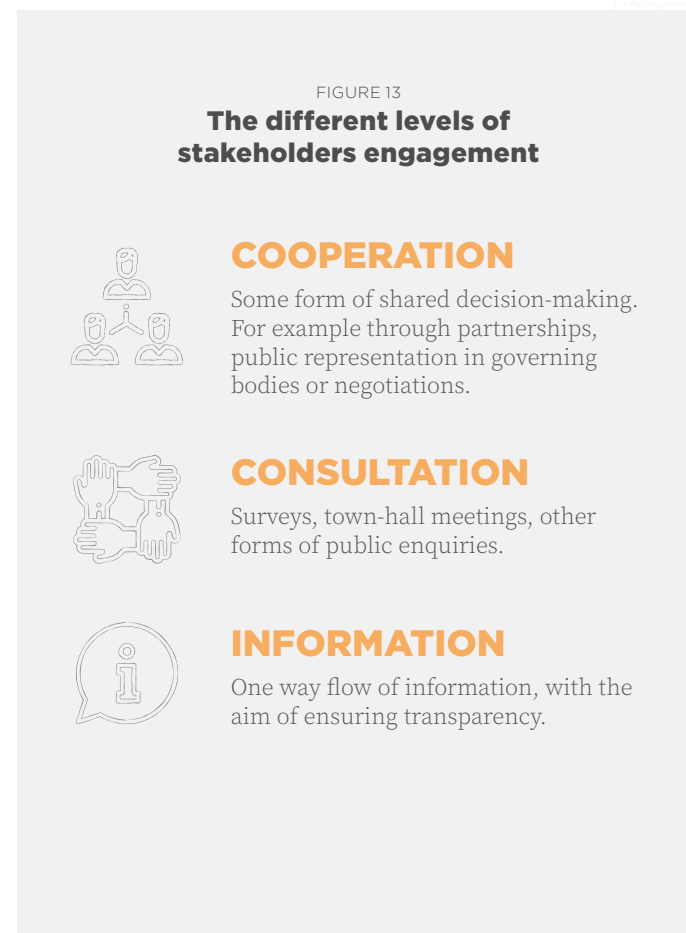 FIGURE 13
The different levels of
stakeholders engagement
COOPERATION
Some form of shared decision-making.
For example through partnerships,
public representation in governing
bodies or negotiations.
CONSULTATION
Surveys, town-hall meetings, other
forms of public enquiries.
INFORMATION
One way flow of information, with the
aim of ensuring transparency.